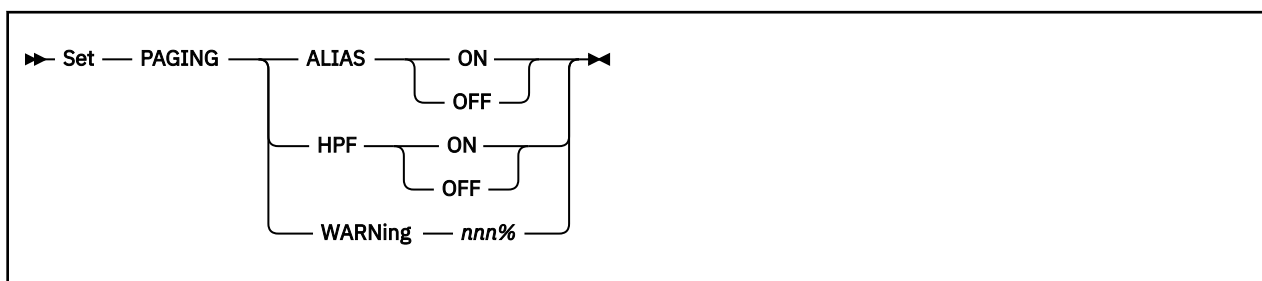 Set PAGING ALIAS ON
OFF
HPF ON
OFF
WARNing nnn%